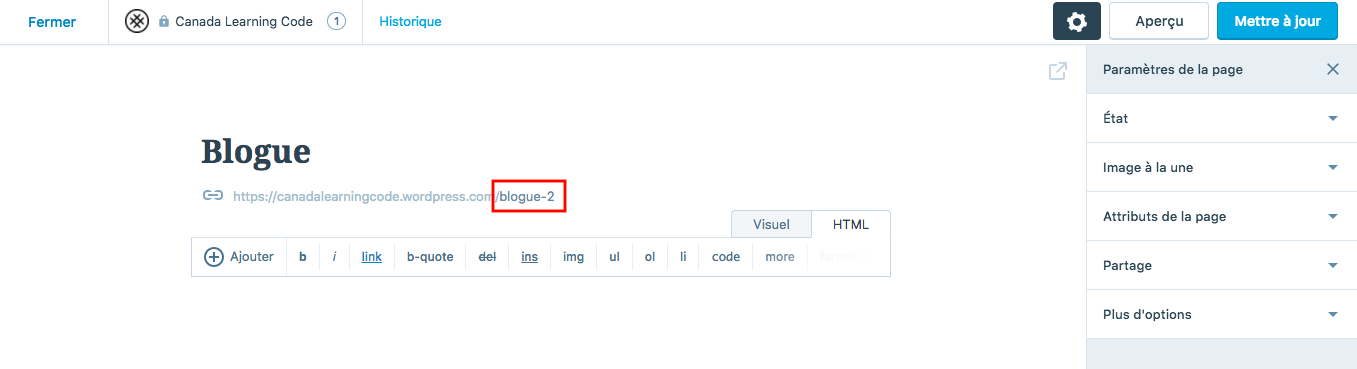 Fermer
Canada Learning Code 1
Historique
Aperçu
Mettre à jour
Paramètres de la page
État
Image à la une
Attributs de la page
Partage
Plus d'options
Blogue
https://canadalearningcode.wordpress.com/blogue-2
Visuel HTML
Ajouter b i link b-quote del ins img ul ol li code more